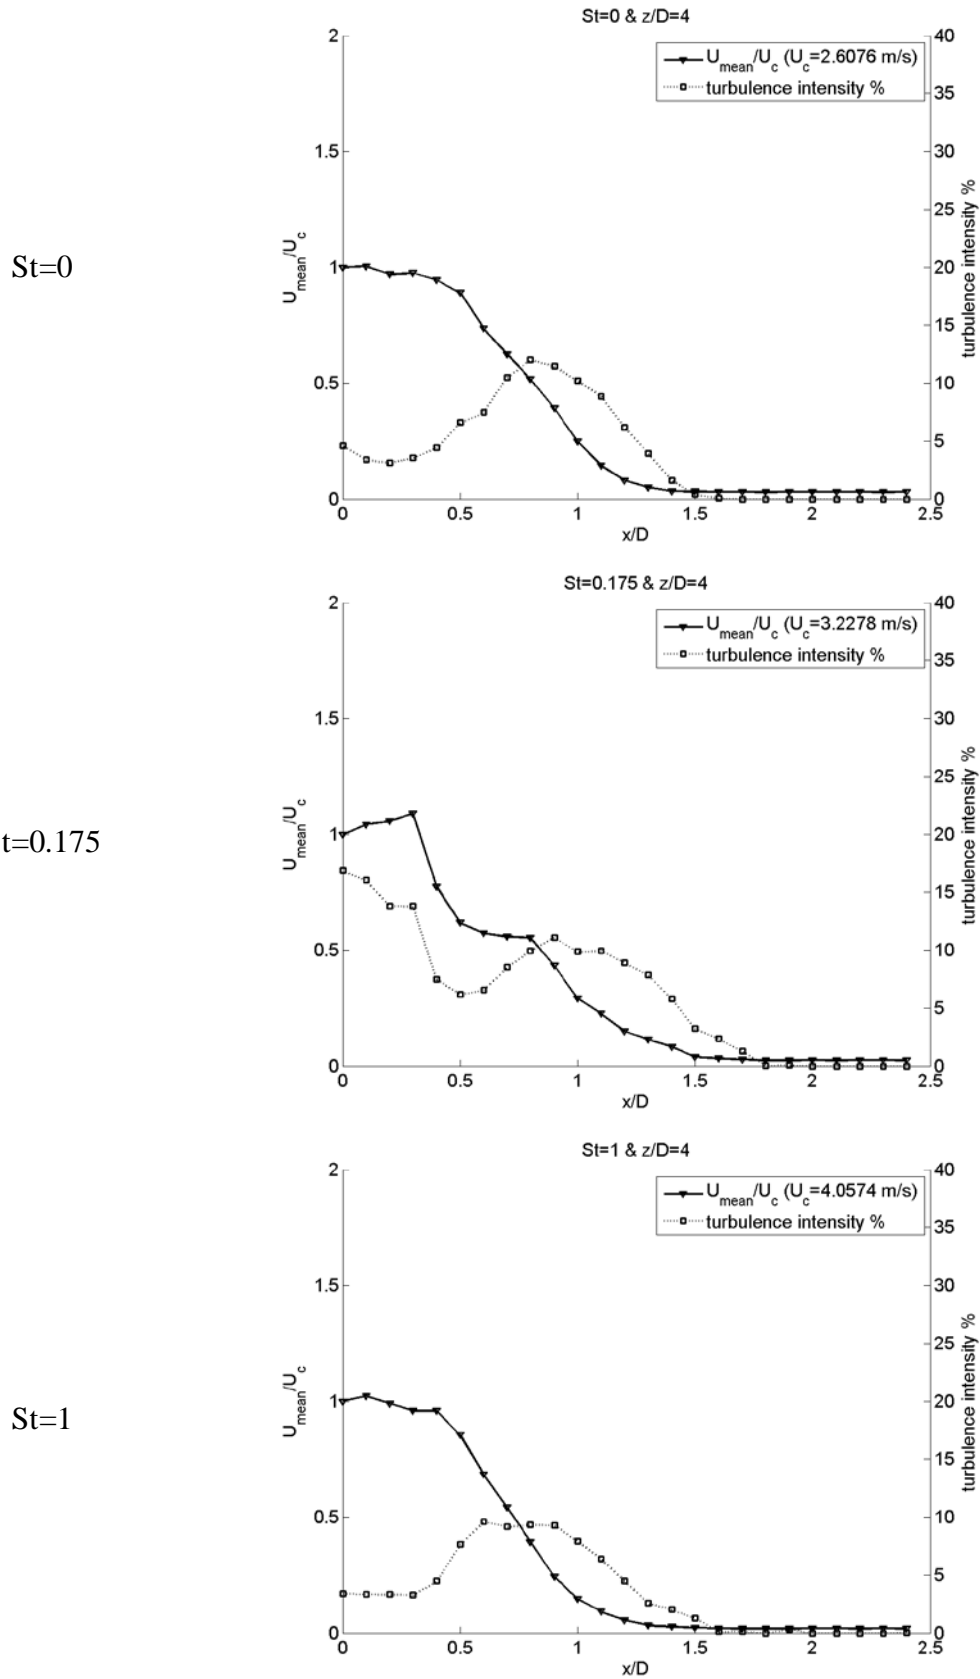 St=0
St=0 & z/D=4
2
1.5
1
0.5
0
U_mean/U_c
40
35
30
25
20
15
10
5
0
turbulence intensity %
U_mean/U_c (U_c=2.6076 m/s)
turbulence intensity %
0 0.5 1 1.5 2 2.5
x/D
t=0.175
St=0.175 & z/D=4
2
1.5
1
0.5
0
U_mean/U_c
40
35
30
25
20
15
10
5
0
turbulence intensity %
U_mean/U_c (U_c=3.2278 m/s)
turbulence intensity %
0 0.5 1 1.5 2 2.5
x/D
St=1
St=1 & z/D=4
2
1.5
1
0.5
0
U_mean/U_c
40
35
30
25
20
15
10
5
0
turbulence intensity %
U_mean/U_c (U_c=4.0574 m/s)
turbulence intensity %
0 0.5 1 1.5 2 2.5
x/D